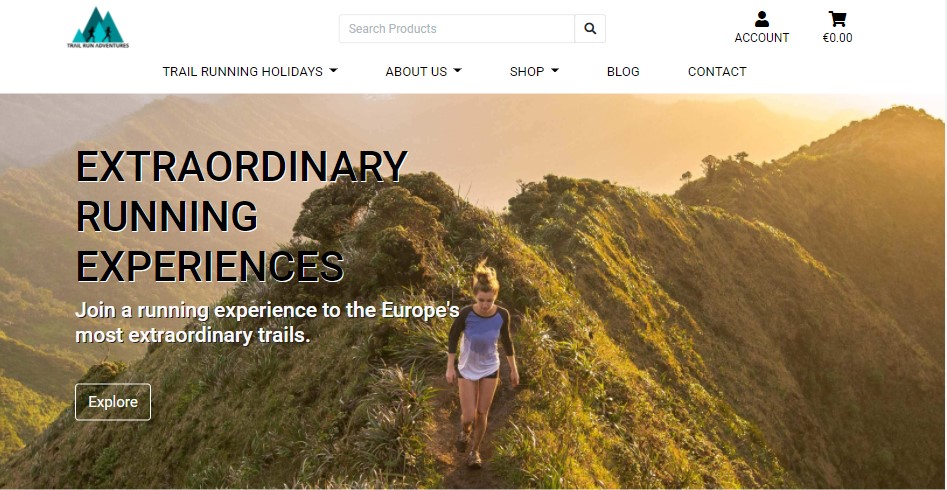 TRAIL RUN ADVENTURES
Search Products
ACCOUNT
€0.00
TRAIL RUNNING HOLIDAYS
ABOUT US
SHOP
BLOG
CONTACT
EXTRAORDINARY
RUNNING
EXPERIENCES
Join a running experience to the Europe's
most extraordinary trails.
Explore